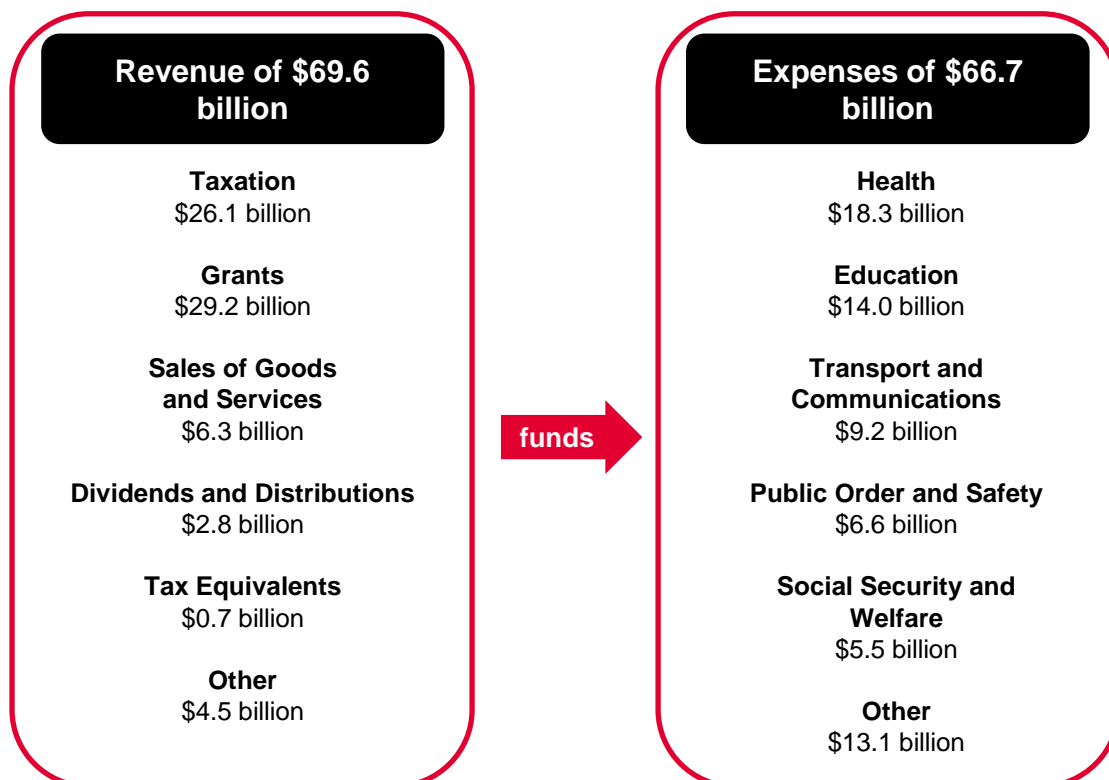 Revenue of $69.6
billion
Taxation
$26.1 billion
Grants
$29.2 billion
Sales of Goods
and Services
$6.3 billion
Dividends and Distributions
$2.8 billion
Tax Equivalents
$0.7 billion
Other
$4.5 billion
funds
Expenses of $66.7
billion
Health
$18.3 billion
Education
$14.0 billion
Transport and
Communications
$9.2 billion
Public Order and Safety
$6.6 billion
Social Security and
Welfare
$5.5 billion
Other
$13.1 billion